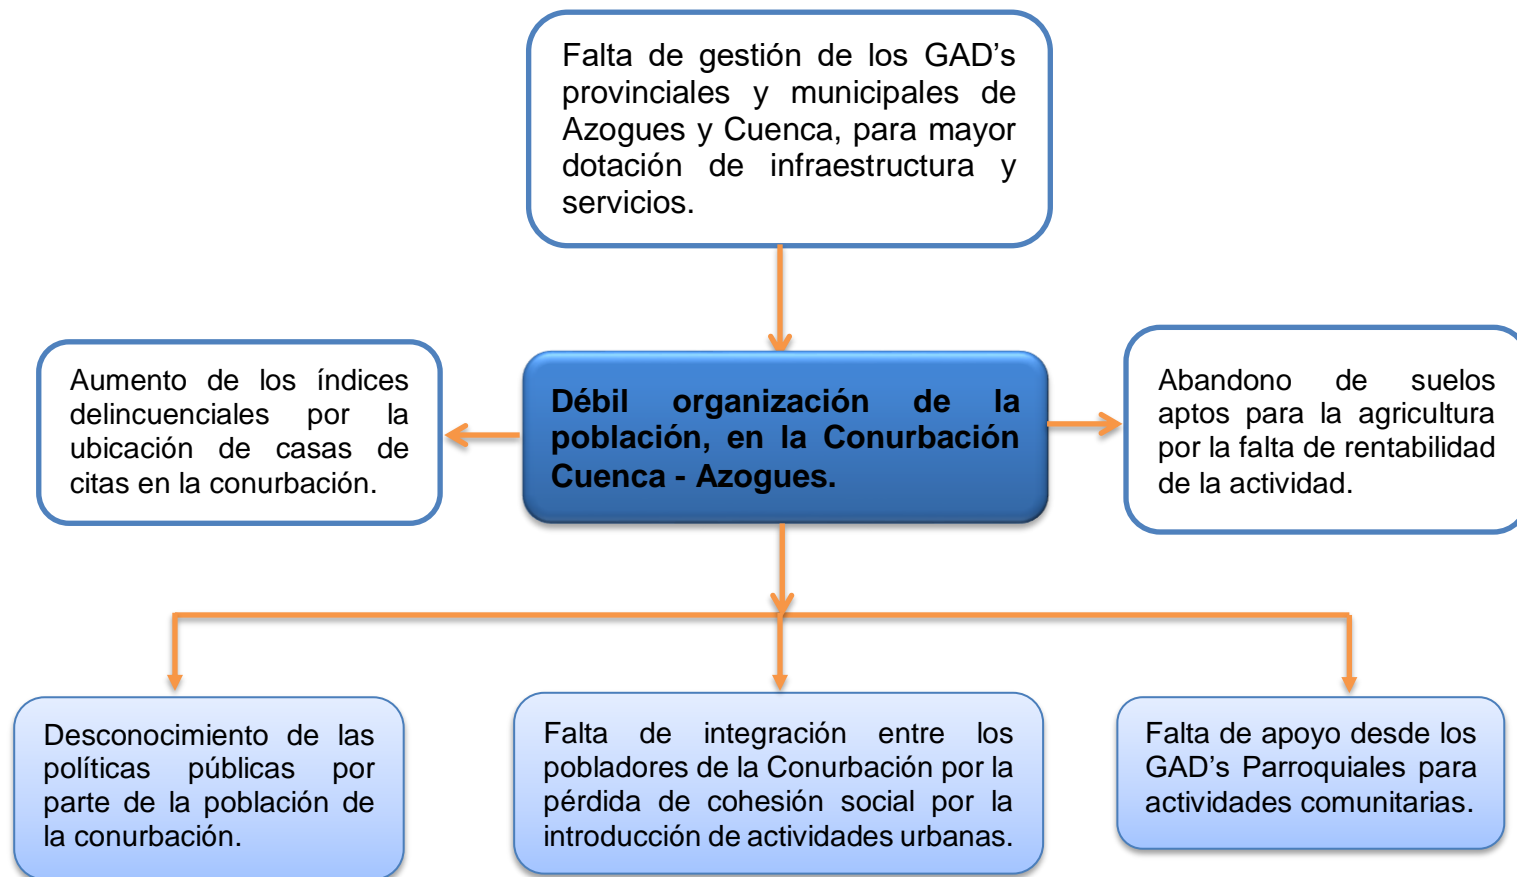 Falta de gestión de los GAD’s
provinciales y municipales de
Azogues y Cuenca, para mayor
dotación de infraestructura y
servicios.
Aumento de los índices
delincuenciales por la
ubicación de casas de
citas en la conurbación.
Débil organización de la
población, en la Conurbación
Cuenca - Azogues.
Abandono de suelos
aptos para la agricultura
por la falta de rentabilidad
de la actividad.
Desconocimiento de las
políticas públicas por
parte de la población de
la conurbación.
Falta de integración entre los
pobladores de la Conurbación por la
pérdida de cohesión social por la
introducción de actividades urbanas.
Falta de apoyo desde los
GAD’s Parroquiales para
actividades comunitarias.